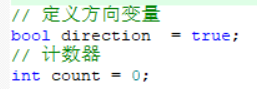 // 定义方向变量
bool direction  = true;
// 计数器
int count = 0;